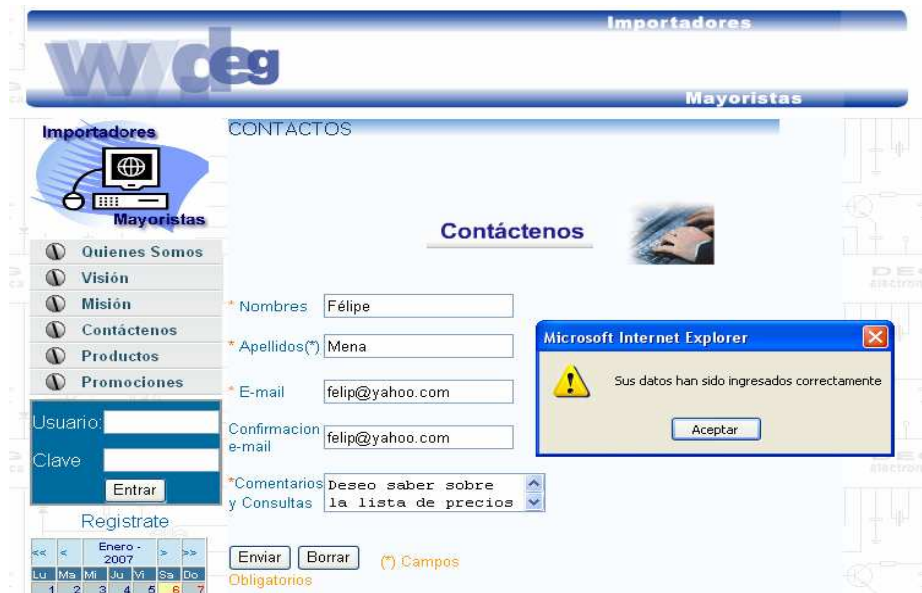 Importadores
wydeg
Mayoristas
Importadores
Mayoristas
Quienes Somos
Visión
Misión
Contáctenos
Productos
Promociones
Usuario:
Clave
Entrar
Registrate
<< < Enero - 2007 > >>
Lu Ma Mi Ju Vi Sa Do
1 2 3 4 5 6 7
CONTACTOS
Contáctenos
* Nombres Félipe
* Apellidos(*) Mena
* E-mail felip@yahoo.com
Confirmacion
e-mail felip@yahoo.com
*Comentarios Deseo saber sobre
y Consultas la lista de precios
Enviar Borrar (*) Campos
Obligatorios
Microsoft Internet Explorer
Sus datos han sido ingresados correctamente
Aceptar